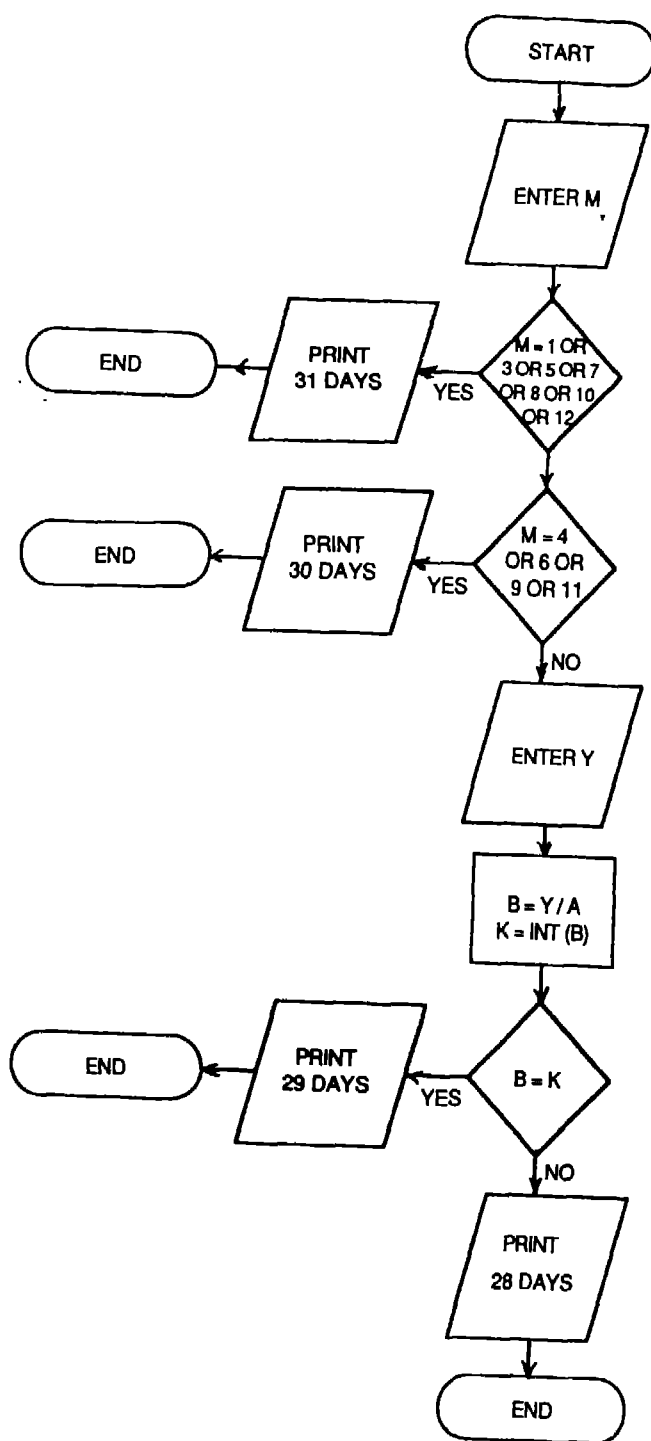 START
ENTER M
M = 1 OR
3 OR 5 OR 7
OR 8 OR 10
OR 12
YES
PRINT
31 DAYS
END
M = 4
OR 6 OR
9 OR 11
YES
PRINT
30 DAYS
END
NO
ENTER Y
B = Y / A
K = INT (B)
B = K
YES
PRINT
29 DAYS
END
NO
PRINT
28 DAYS
END